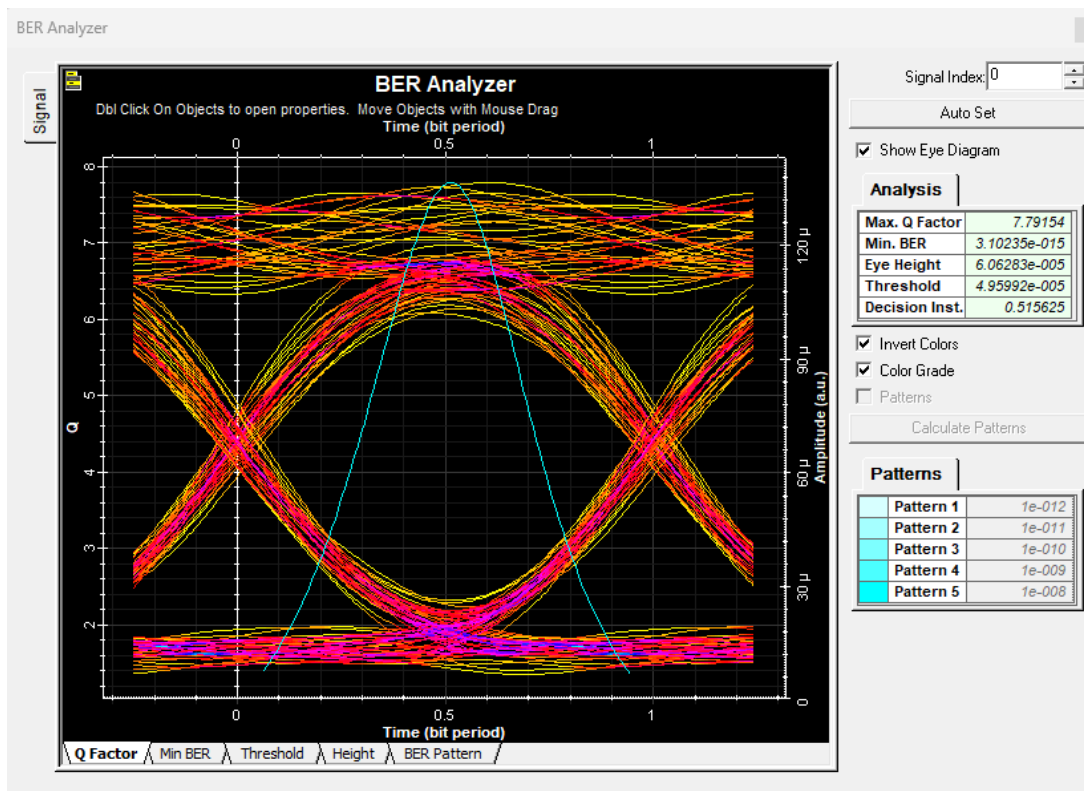 BER Analyzer
Signal
BER Analyzer
Dbl Click On Objects to open properties. Move Objects with Mouse Drag
Time (bit period)
0 0.5 1
8
7
6
5
4
3
2
Q
120 µ
90 µ
60 µ
30 µ
0
Amplitude (a.u.)
0 0.5 1
Time (bit period)
Q Factor Min BER Threshold Height BER Pattern
Signal Index: 0
Auto Set
Show Eye Diagram
Analysis
Max. Q Factor 7.79154
Min. BER 3.10235e-015
Eye Height 6.06283e-005
Threshold 4.95992e-005
Decision Inst. 0.515625
Invert Colors
Color Grade
Patterns
Calculate Patterns
Patterns
Pattern 1 1e-012
Pattern 2 1e-011
Pattern 3 1e-010
Pattern 4 1e-009
Pattern 5 1e-008